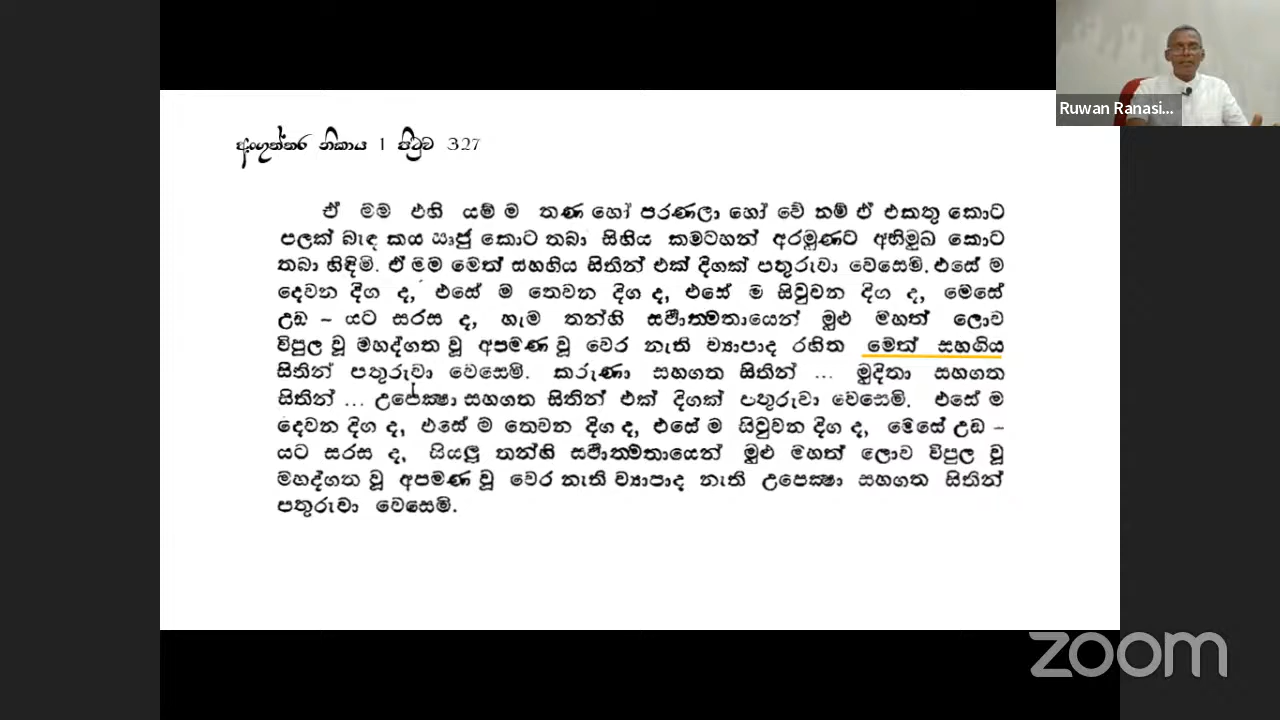 අංගුත්තර නිකාය 1 පිටුව 327
Ruwan Ranasi...
ඒ මම එහි යම් ම තණ හෝ පරණලා හෝ වේ නම් ඒ එකතු කොට
පලක් බැඳ කය ඍජු කොට තබා සිහිය කමටහන් අරමුණට අභිමුඛ කොට
තබා හිඳිමි. ඒ මම මෙත් සහගිය සිතින් එක් දිගක් පතුරුවා වෙසෙමි. එසේ ම
දෙවන දිග ද, එසේ ම තෙවන දිග ද, එසේ ම සිවුවන දිග ද, මෙසේ
උඩ – යට සරස ද, හැම තන්හි සර්‍වාත්මතායෙන් මුළු මහත් ලොව
විපුල වූ මහද්ගත වූ අපමණ වූ වෙර නැති ව්‍යාපාද රහිත මෙත් සහගිය
සිතින් පතුරුවා වෙසෙමි. කරුණා සහගත සිතින් ... මුදිතා සහගත
සිතින් ... උපේක්‍ෂා සහගත සිතින් එක් දිගක් පතුරුවා වෙසෙමි. එසේ ම
දෙවන දිග ද, එසේ ම තෙවන දිග ද, එසේ ම සිවුවන දිග ද, මෙසේ උඩ –
යට සරස ද, සියලු තන්හි සර්‍වාත්මතායෙන් මුළු මහත් ලොව විපුල වූ
මහද්ගත වූ අපමණ වූ වෙර නැති ව්‍යාපාද නැති උපෙක්‍ෂා සහගත සිතින්
පතුරුවා වෙසෙමි.
zoom